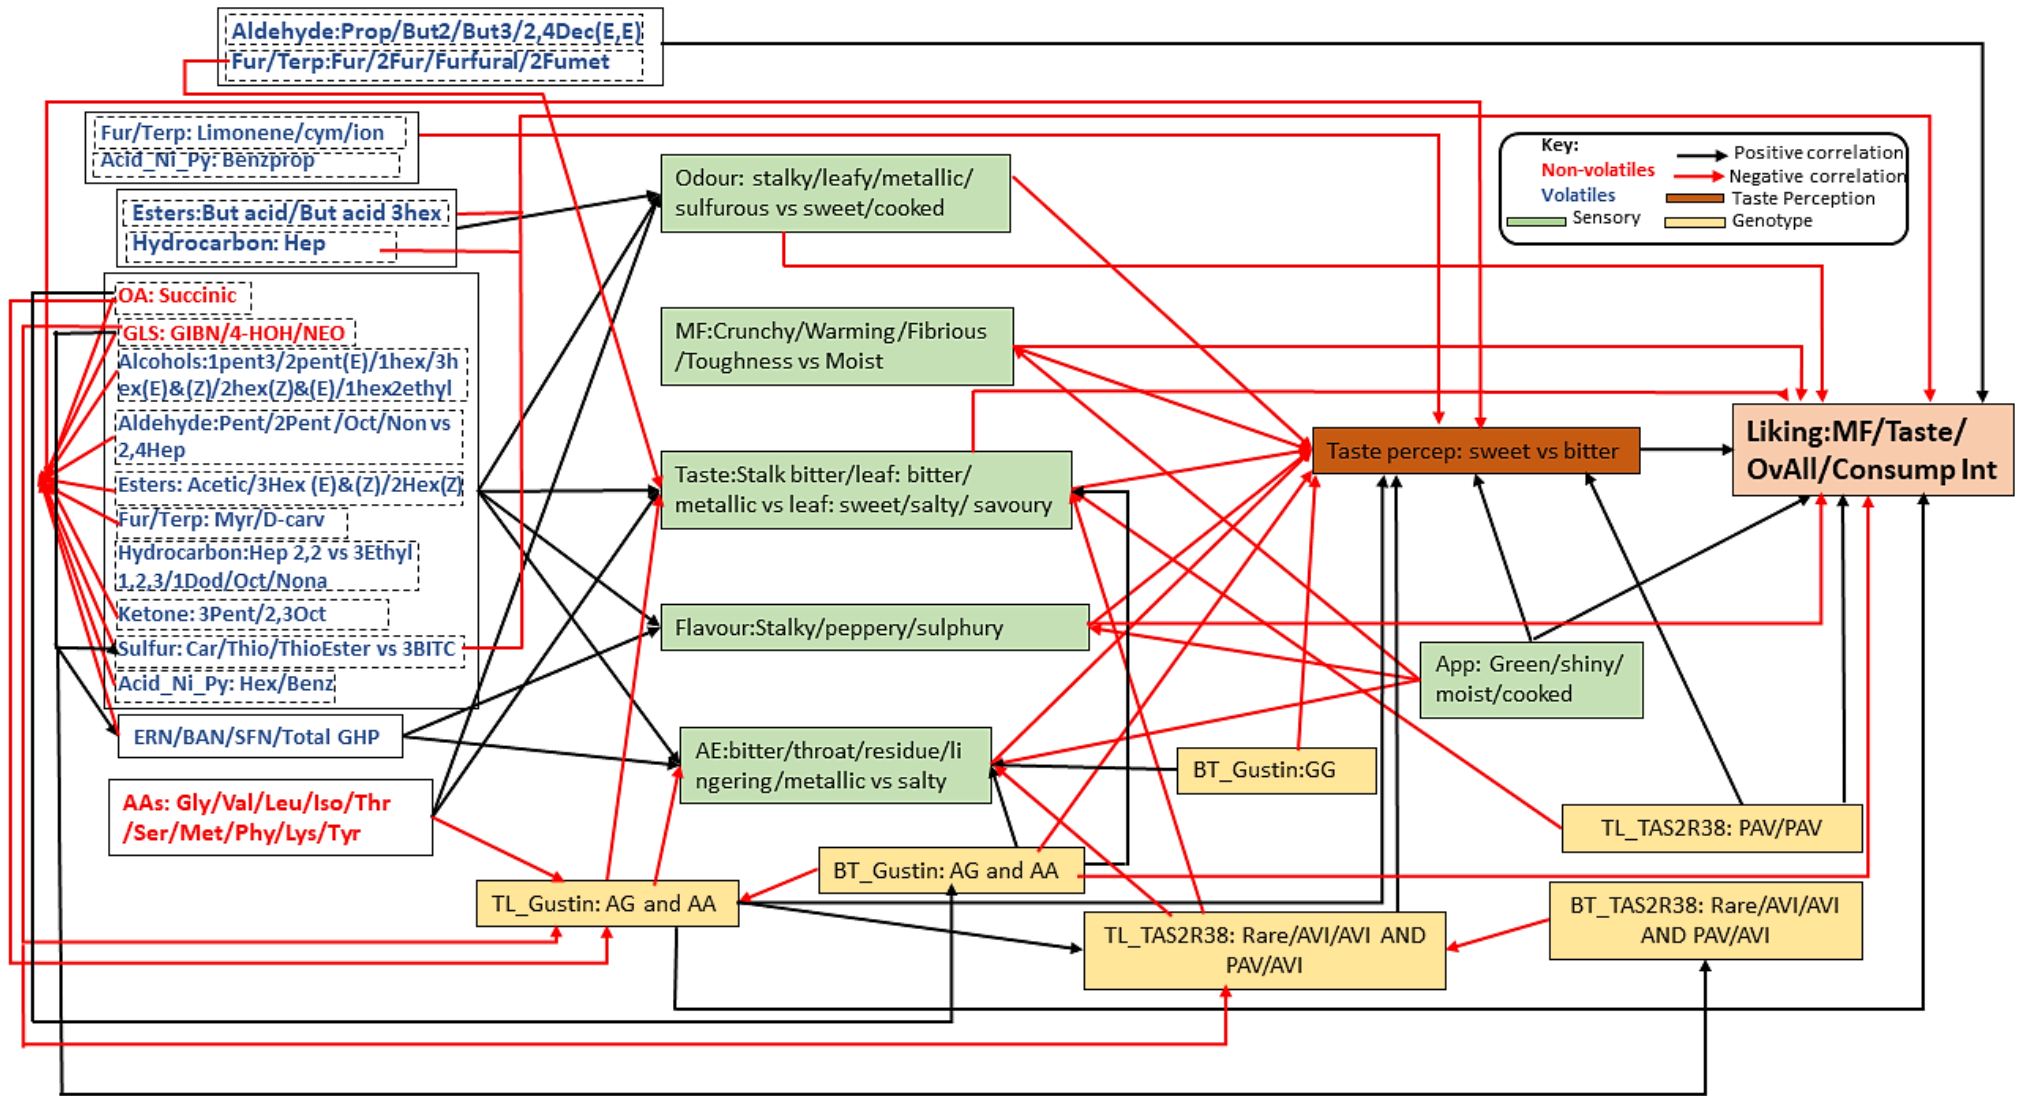 Aldehyde:Prop/But2/But3/2,4Dec(E,E)
Fur/Terp:Fur/2Fur/Furfural/2Fumet
Fur/Terp: Limonene/cym/ion
Acid_Ni_Py: Benzprop
Esters:But acid/But acid 3hex
Hydrocarbon: Hep
OA: Succinic
GLS: GIBN/4-HOH/NEO
Alcohols:1pent3/2pent(E)/1hex/3h
ex(E)&(Z)/2hex(Z)&(E)/1hex2ethyl
Aldehyde:Pent/2Pent/Oct/Non vs
2,4Hep
Esters: Acetic/3Hex (E)&(Z)/2Hex(Z)
Fur/Terp: Myr/D-carv
Hydrocarbon:Hep 2,2 vs 3Ethyl
1,2,3/1Dod/Oct/Nona
Ketone: 3Pent/2,3Oct
Sulfur: Car/Thio/ThioEster vs 3BITC
Acid_Ni_Py: Hex/Benz
ERN/BAN/SFN/Total GHP
AAs: Gly/Val/Leu/Iso/Thr
/Ser/Met/Phy/Lys/Tyr
Odour: stalky/leafy/metallic/
sulfurous vs sweet/cooked
MF:Crunchy/Warming/Fibrious
/Toughness vs Moist
Taste:Stalk bitter/leaf: bitter/
metallic vs leaf: sweet/salty/ savoury
Flavour:Stalky/peppery/sulphury
AE:bitter/throat/residue/li
ngering/metallic vs salty
TL_Gustin: AG and AA
BT_Gustin: AG and AA
BT_Gustin:GG
TL_TAS2R38: Rare/AVI/AVI AND
PAV/AVI
BT_TAS2R38: Rare/AVI/AVI
AND PAV/AVI
TL_TAS2R38: PAV/PAV
App: Green/shiny/
moist/cooked
Taste percep: sweet vs bitter
Liking:MF/Taste/
OvAll/Consump Int
Key:
Non-volatiles
Volatiles
Sensory
Positive correlation
Negative correlation
Taste Perception
Genotype